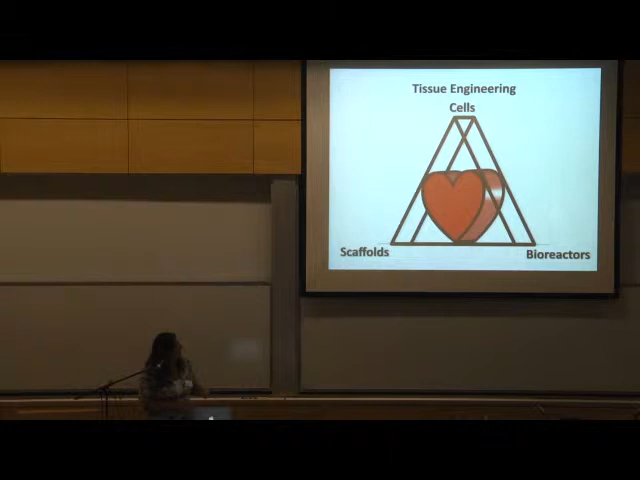 Tissue Engineering
Cells
Scaffolds
Bioreactors